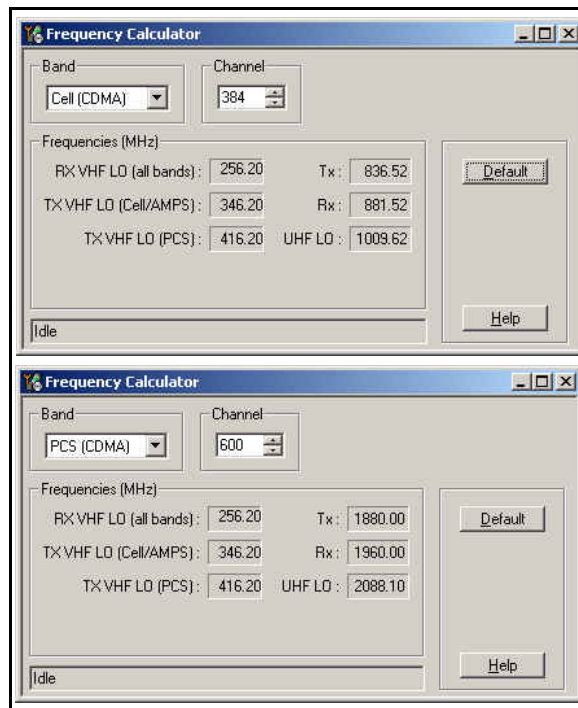 Frequency Calculator
Band
Channel
Cell (CDMA)
384
Frequencies (MHz)
RX VHF LO (all bands) : 256.20 Tx : 836.52
Default
TX VHF LO (Cell/AMPS) : 346.20 Rx : 881.52
TX VHF LO (PCS) : 416.20 UHF LO : 1009.62
Help
Idle
Frequency Calculator
Band
Channel
PCS (CDMA)
600
Frequencies (MHz)
RX VHF LO (all bands) : 256.20 Tx : 1880.00
Default
TX VHF LO (Cell/AMPS) : 346.20 Rx : 1960.00
TX VHF LO (PCS) : 416.20 UHF LO : 2088.10
Help
Idle